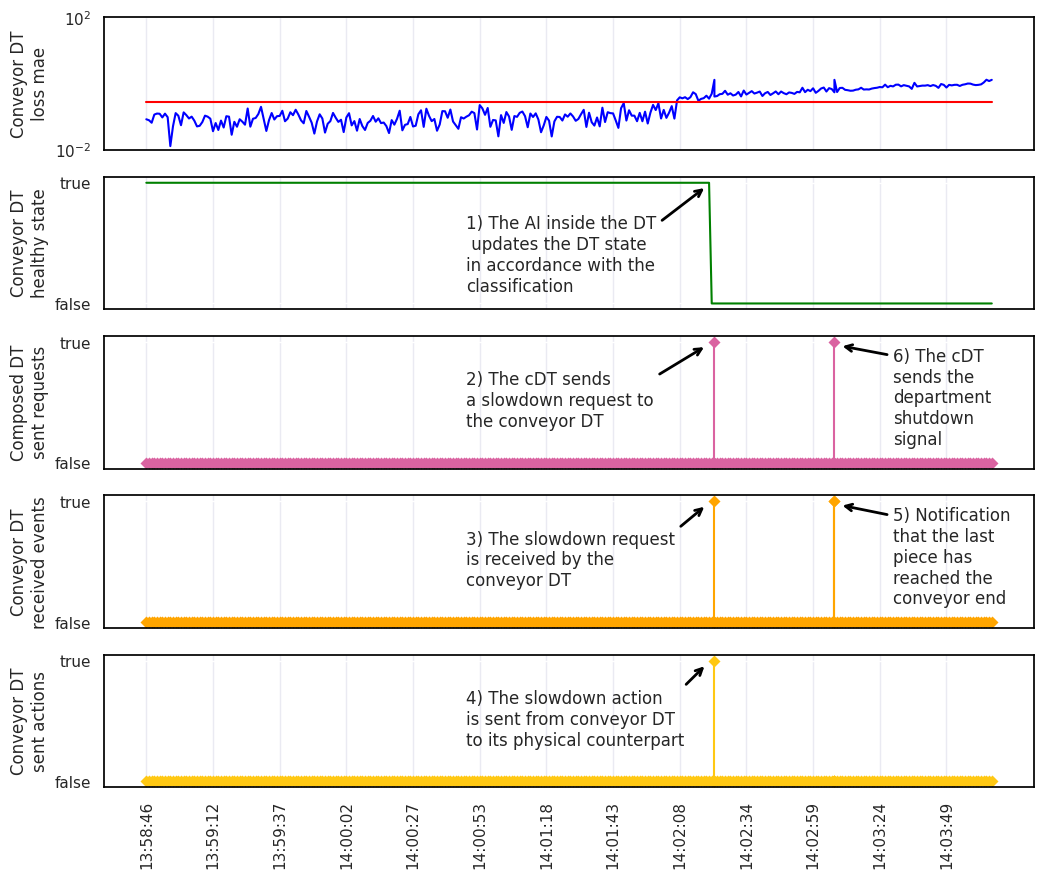 Conveyor DT
loss mae
10²
10⁻²
Conveyor DT
healthy state
true
false
1) The AI inside the DT
updates the DT state
in accordance with the
classification
Composed DT
sent requests
true
false
2) The cDT sends
a slowdown request to
the conveyor DT
6) The cDT
sends the
department
shutdown
signal
Conveyor DT
received events
true
false
3) The slowdown request
is received by the
conveyor DT
5) Notification
that the last
piece has
reached the
conveyor end
Conveyor DT
sent actions
true
false
4) The slowdown action
is sent from conveyor DT
to its physical counterpart
13:58:46
13:59:12
13:59:37
14:00:02
14:00:27
14:00:53
14:01:18
14:01:43
14:02:08
14:02:34
14:02:59
14:03:24
14:03:49